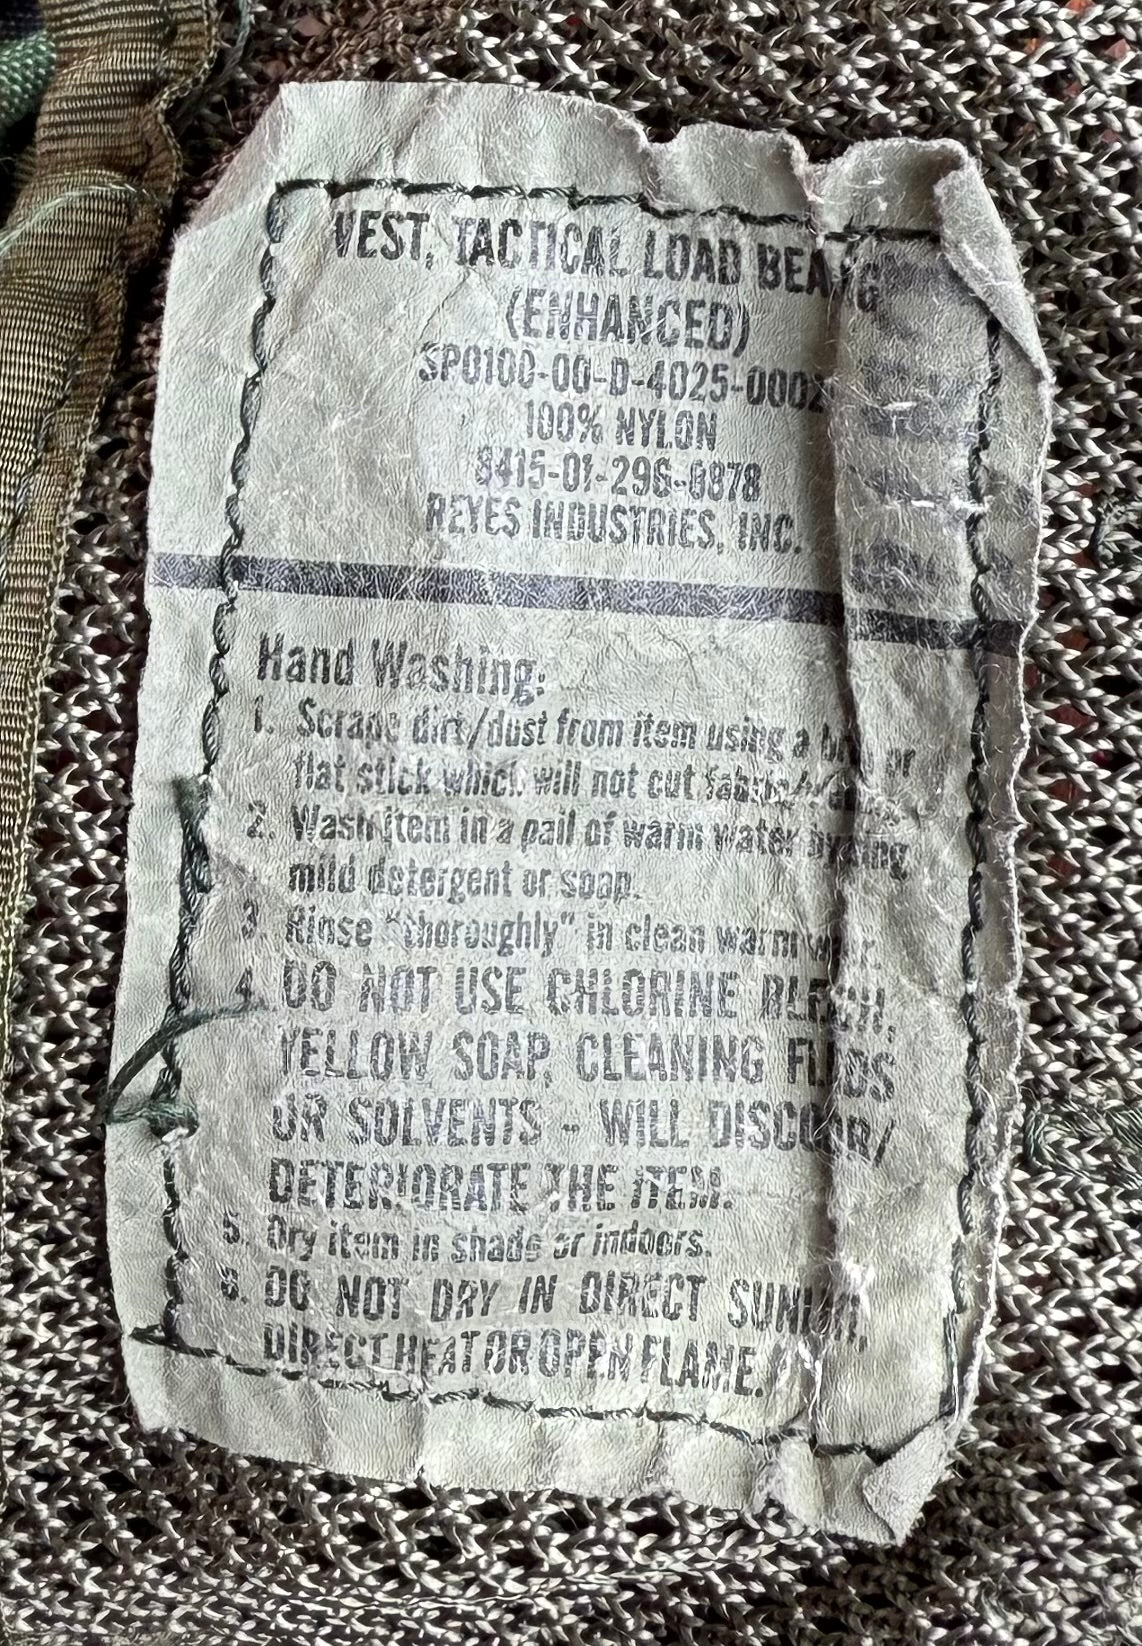 VEST, TACTICAL LOAD
(ENHANCED)
SP0100-00-D-4025-0002
100% NYLON
8415-01-296-8878
REYES INDUSTRIES, INC.
Hand Washing:
1. Scrape dirt/dust from item using a or
flat stick which will not cut
2. Wash item in a pail of warm water
mild detergent or soap.
3. Rinse "thoroughly" in clean warm
4. DO NOT USE CHLORINE
YELLOW SOAP, CLEANING
OR SOLVENTS - WILL
DETERIORATE THE ITEM.
5. Dry item in shade or indoors.
6. DO NOT DRY IN DIRECT
DIRECT HEAT OR OPEN FLAME.